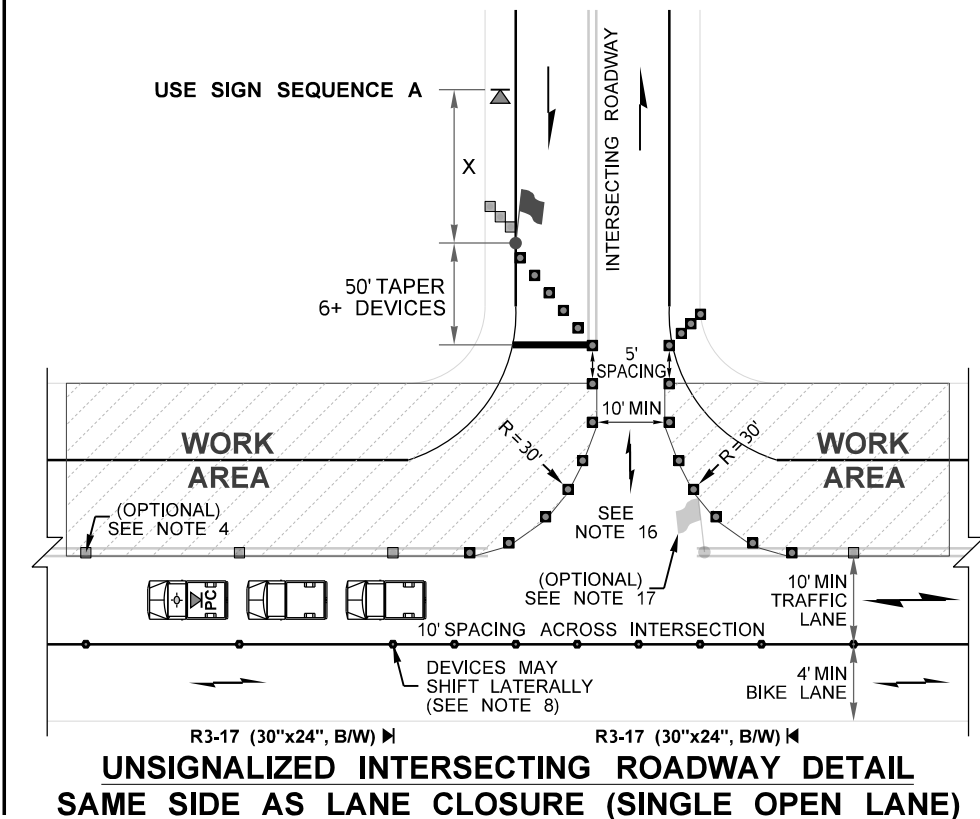 USE SIGN SEQUENCE A
X
INTERSECTING ROADWAY
50' TAPER
6+ DEVICES
5'
SPACING
10' MIN
WORK
AREA
R = 30'
R = 30'
WORK
AREA
(OPTIONAL)
SEE NOTE 4
SEE
NOTE 16
(OPTIONAL)
SEE NOTE 17
10' MIN
TRAFFIC
LANE
PC
10' SPACING ACROSS INTERSECTION
DEVICES MAY
SHIFT LATERALLY
(SEE NOTE 8)
4' MIN
BIKE LANE
R3-17 (30"x24", B/W)
R3-17 (30"x24", B/W)
UNSIGNALIZED INTERSECTING ROADWAY DETAIL
SAME SIDE AS LANE CLOSURE (SINGLE OPEN LANE)